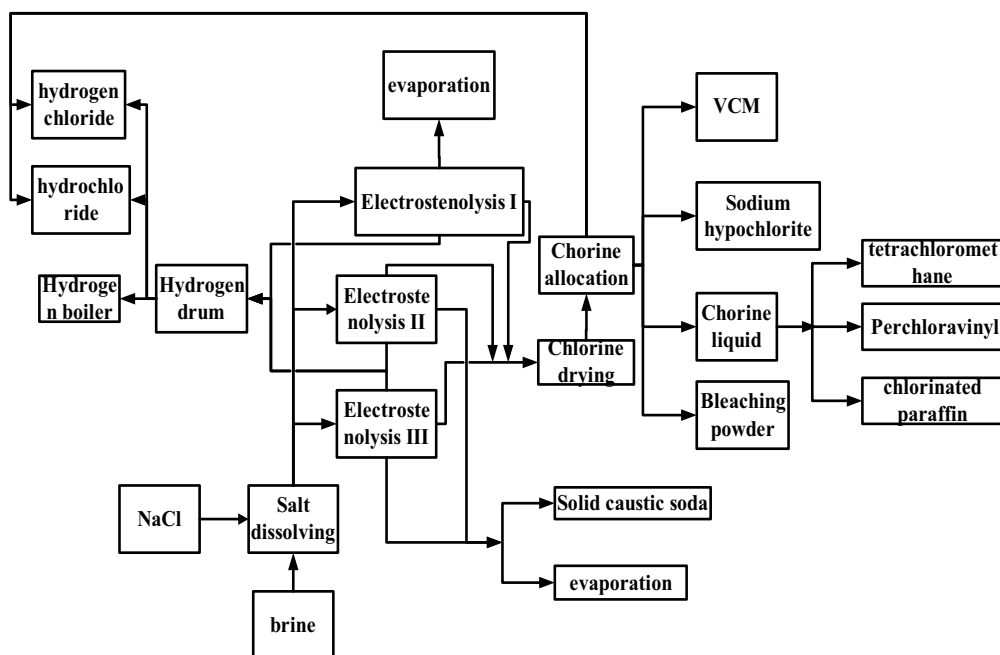 evaporation
hydrogen
chloride
VCM
hydrochlo
ride
Electrostenolysis I
Sodium
hypochlorite
Chorine
allocation
tetrachloromet
hane
Hydroge
n boiler
Hydrogen
drum
Electroste
nolysis II
Chorine
liquid
Perchloravinyl
Chlorine
drying
chlorinated
paraffin
Electroste
nolysis III
Bleaching
powder
NaCl
Salt
dissolving
Solid caustic soda
evaporation
brine